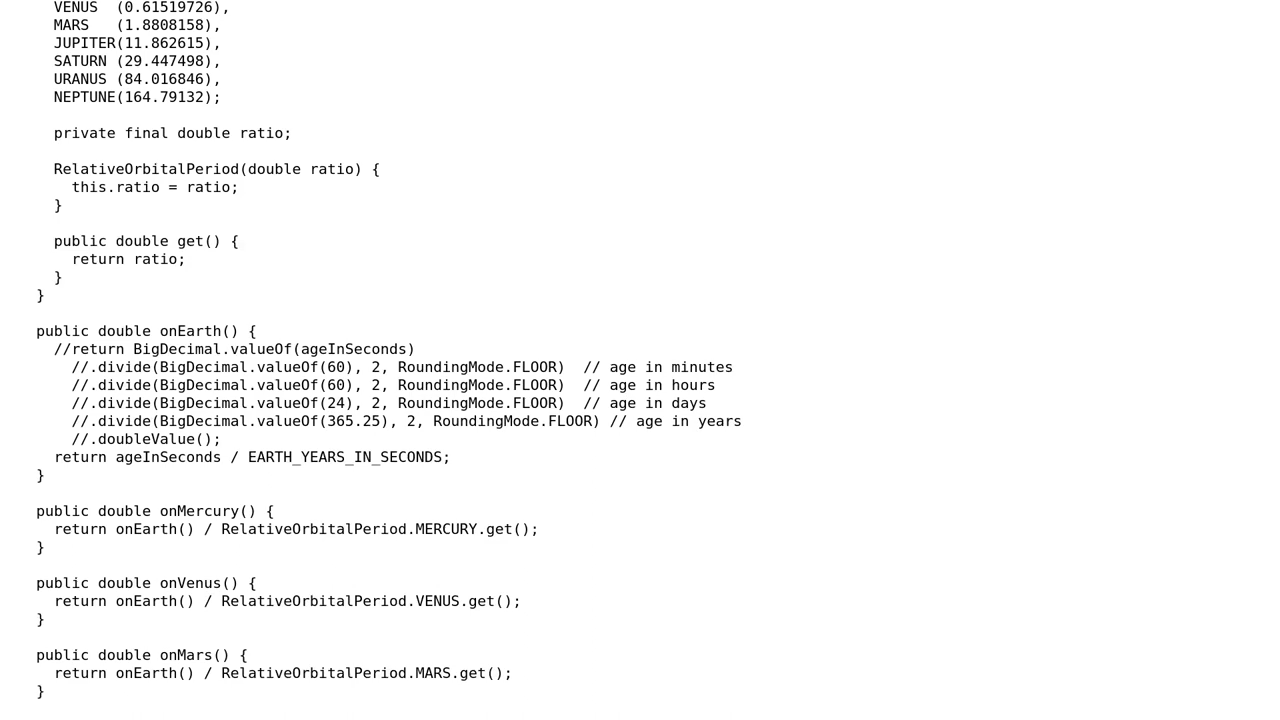 VENUS  (0.61519726),
    MARS   (1.8808158),
    JUPITER(11.862615),
    SATURN (29.447498),
    URANUS (84.016846),
    NEPTUNE(164.79132);

    private final double ratio;

    RelativeOrbitalPeriod(double ratio) {
      this.ratio = ratio;
    }

    public double get() {
      return ratio;
    }
  }

  public double onEarth() {
    //return BigDecimal.valueOf(ageInSeconds)
      //.divide(BigDecimal.valueOf(60), 2, RoundingMode.FLOOR)  // age in minutes
      //.divide(BigDecimal.valueOf(60), 2, RoundingMode.FLOOR)  // age in hours
      //.divide(BigDecimal.valueOf(24), 2, RoundingMode.FLOOR)  // age in days
      //.divide(BigDecimal.valueOf(365.25), 2, RoundingMode.FLOOR) // age in years
      //.doubleValue();
    return ageInSeconds / EARTH_YEARS_IN_SECONDS;
  }

  public double onMercury() {
    return onEarth() / RelativeOrbitalPeriod.MERCURY.get();
  }

  public double onVenus() {
    return onEarth() / RelativeOrbitalPeriod.VENUS.get();
  }

  public double onMars() {
    return onEarth() / RelativeOrbitalPeriod.MARS.get();
  }